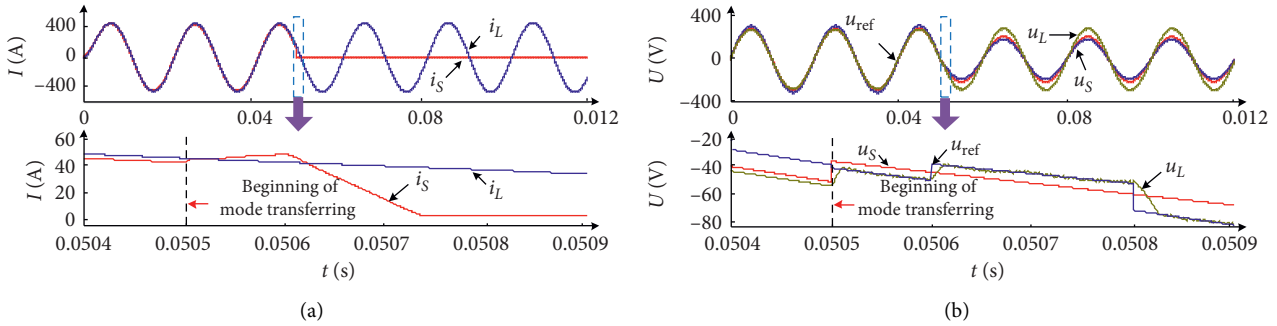 400
0
−400
I (A)
i_L
i_S
0
0.04
0.08
0.012
60
40
20
0
I (A)
Beginning of
mode transferring
i_S
i_L
0.0504
0.0505
0.0506
0.0507
0.0508
0.0509
t (s)
(a)
400
0
−400
U (V)
u_ref
u_L
u_S
0
0.04
0.08
0.012
−20
−40
−60
−80
U (V)
u_S
u_ref
u_L
Beginning of
mode transferring
0.0504
0.0505
0.0506
0.0507
0.0508
0.0509
t (s)
(b)